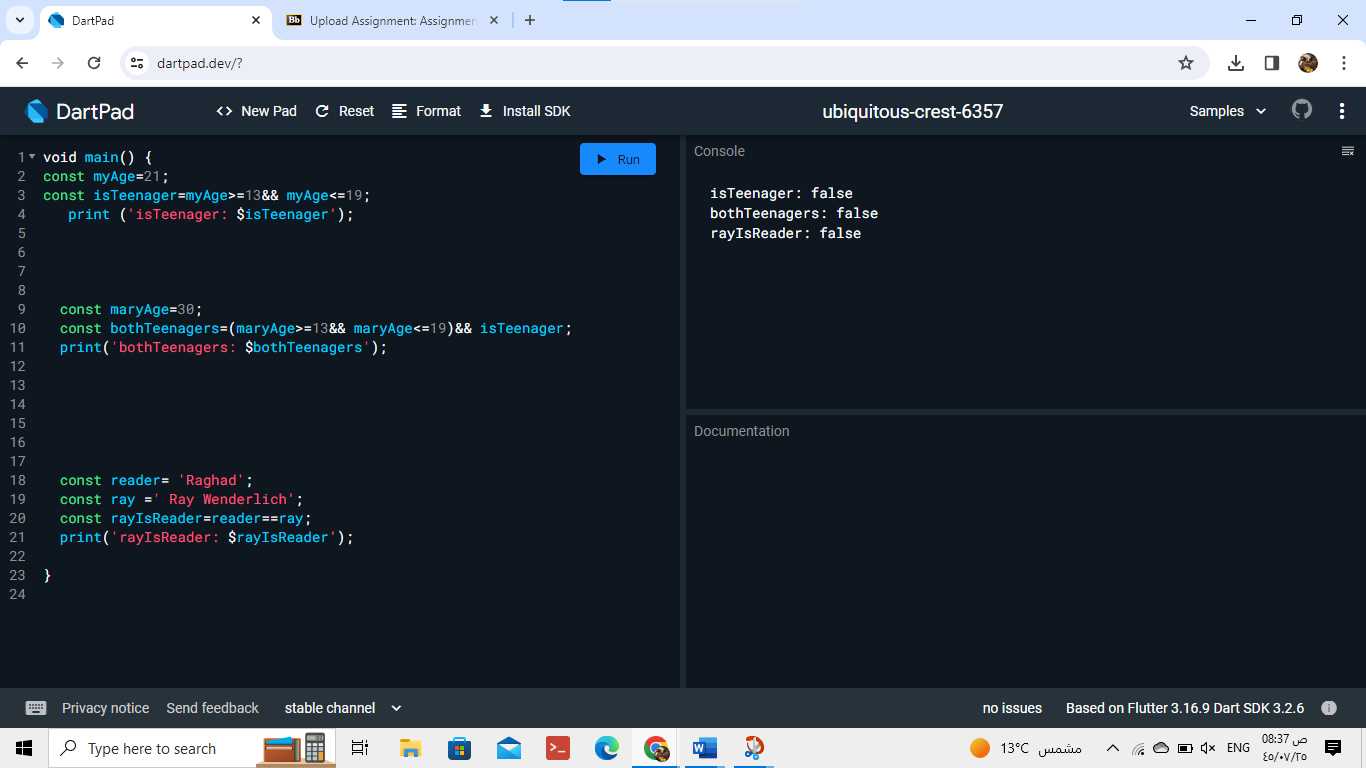 DartPad
Upload Assignment: Assignmen
dartpad.dev/?
DartPad
<> New Pad
Reset
Format
Install SDK
ubiquitous-crest-6357
Samples
Run
1 void main() {
2 const myAge=21;
3 const isTeenager=myAge>=13&& myAge<=19;
4 print ('isTeenager: $isTeenager');
5
6
7
8
9 const maryAge=30;
10 const bothTeenagers=(maryAge>=13&& maryAge<=19)&& isTeenager;
11 print('bothTeenagers: $bothTeenagers');
12
13
14
15
16
17
18 const reader= 'Raghad';
19 const ray =' Ray Wenderlich';
20 const rayIsReader=reader==ray;
21 print('rayIsReader: $rayIsReader');
22
23 }
24
Console
isTeenager: false
bothTeenagers: false
rayIsReader: false
Documentation
Privacy notice
Send feedback
stable channel
no issues
Based on Flutter 3.16.9 Dart SDK 3.2.6
Type here to search
13°C مشمس
ENG
08:37 ص
٤٥/٠٧/٢٥